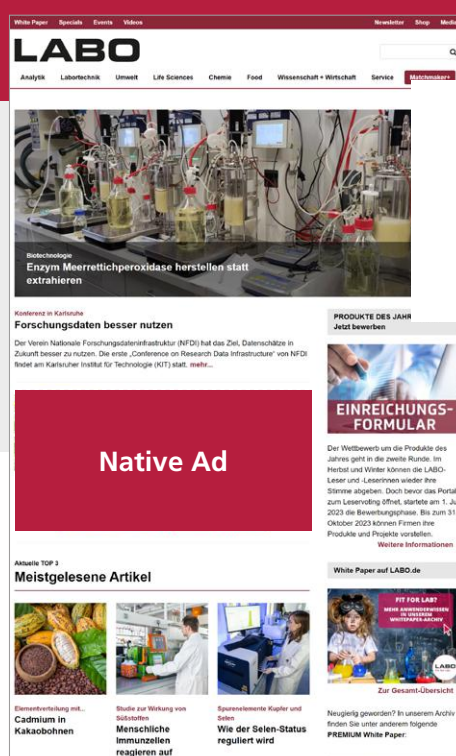 White Paper Specials Events Videos Newsletter Shop Media
LABO
Analytik Labortechnik Umwelt Life Sciences Chemie Food Wissenschaft + Wirtschaft Service Matchmaker+
Biotechnologie
Enzym Meerrettichperoxidase herstellen statt
extrahieren
Konferenz in Karlsruhe
Forschungsdaten besser nutzen
Der Verein Nationale Forschungsdateninfrastruktur (NFDI) hat das Ziel, Datenschätze in
Zukunft besser zu nutzen. Die erste „Conference on Research Data Infrastructure" von NFDI
findet am Karlsruher Institut für Technologie (KIT) statt. mehr...
Native Ad
Aktuelle TOP 3
Meistgelesene Artikel
Elementverteilung mit...
Cadmium in
Kakaobohnen
Studie zur Wirkung von
Süßstoffen
Menschliche
Immunzellen
reagieren auf
Spurenelemente Kupfer und
Selen
Wie der Selen-Status
reguliert wird
PRODUKTE DES JAHR
Jetzt bewerben
EINREICHUNGS-
FORMULAR
Der Wettbewerb um die Produkte des
Jahres geht in die zweite Runde. Im
Herbst und Winter können die LABO-
Leser und -Leserinnen wieder ihre
Stimme abgeben. Doch bevor das Portal
zum Leservoting öffnet, startete am 1. Ju
2023 die Bewerbungsphase. Bis zum 31
Oktober 2023 können Firmen ihre
Produkte und Projekte vorstellen.
Weitere Informationen
White Paper auf LABO.de
FIT FOR LAB?
MEHR ANWENDERWISSEN
IN UNSEREM
WHITEPAPER-ARCHIV
LABO
Zur Gesamt-Übersicht
Neugierig geworden? In unserem Archiv
finden Sie unter anderem folgende
PREMIUM White Paper: